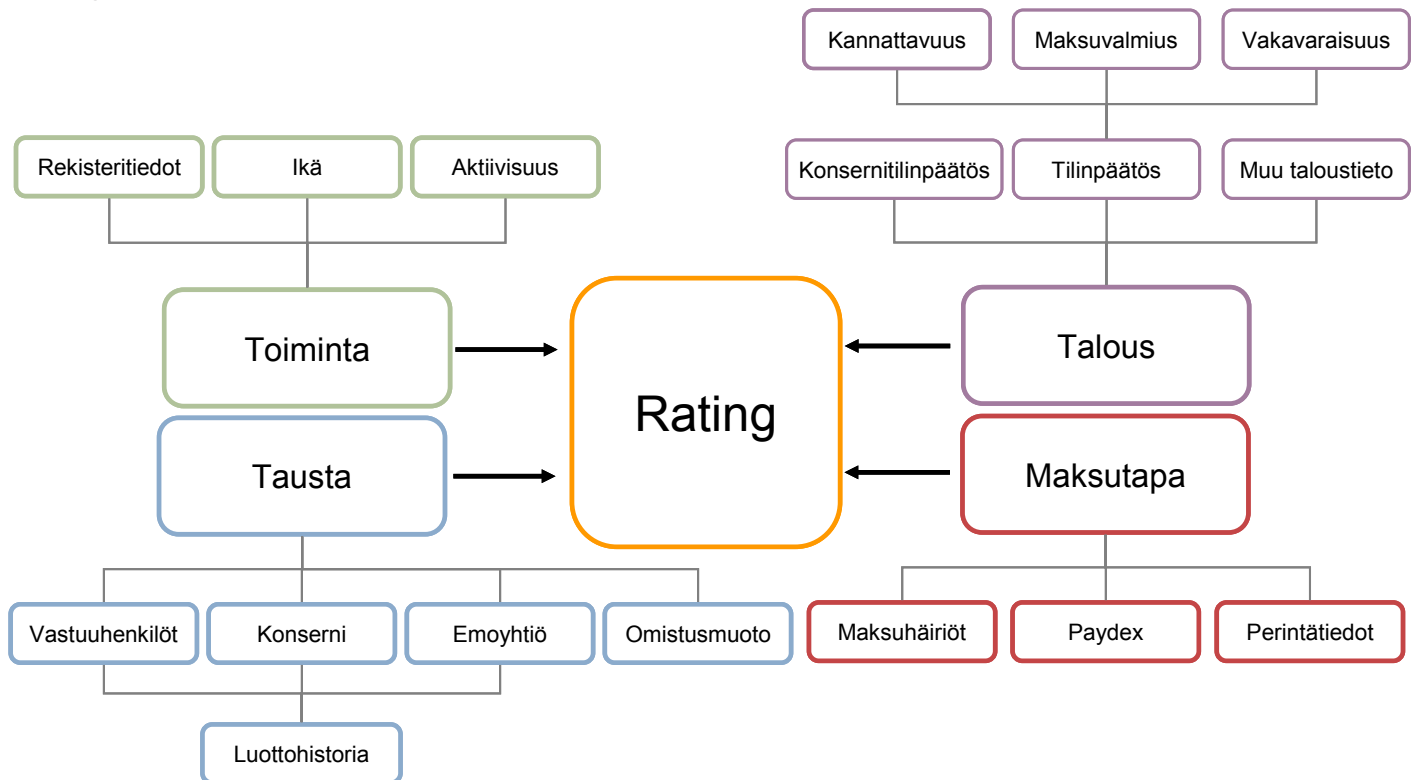 Kannattavuus
Maksuvalmius
Vakavaraisuus
Rekisteritiedot
Ikä
Aktiivisuus
Konsernitilinpäätös
Tilinpäätös
Muu taloustieto
Toiminta
Talous
Rating
Tausta
Maksutapa
Vastuuhenkilöt
Konserni
Emoyhtiö
Omistusmuoto
Maksuhäiriöt
Paydex
Perintätiedot
Luottohistoria